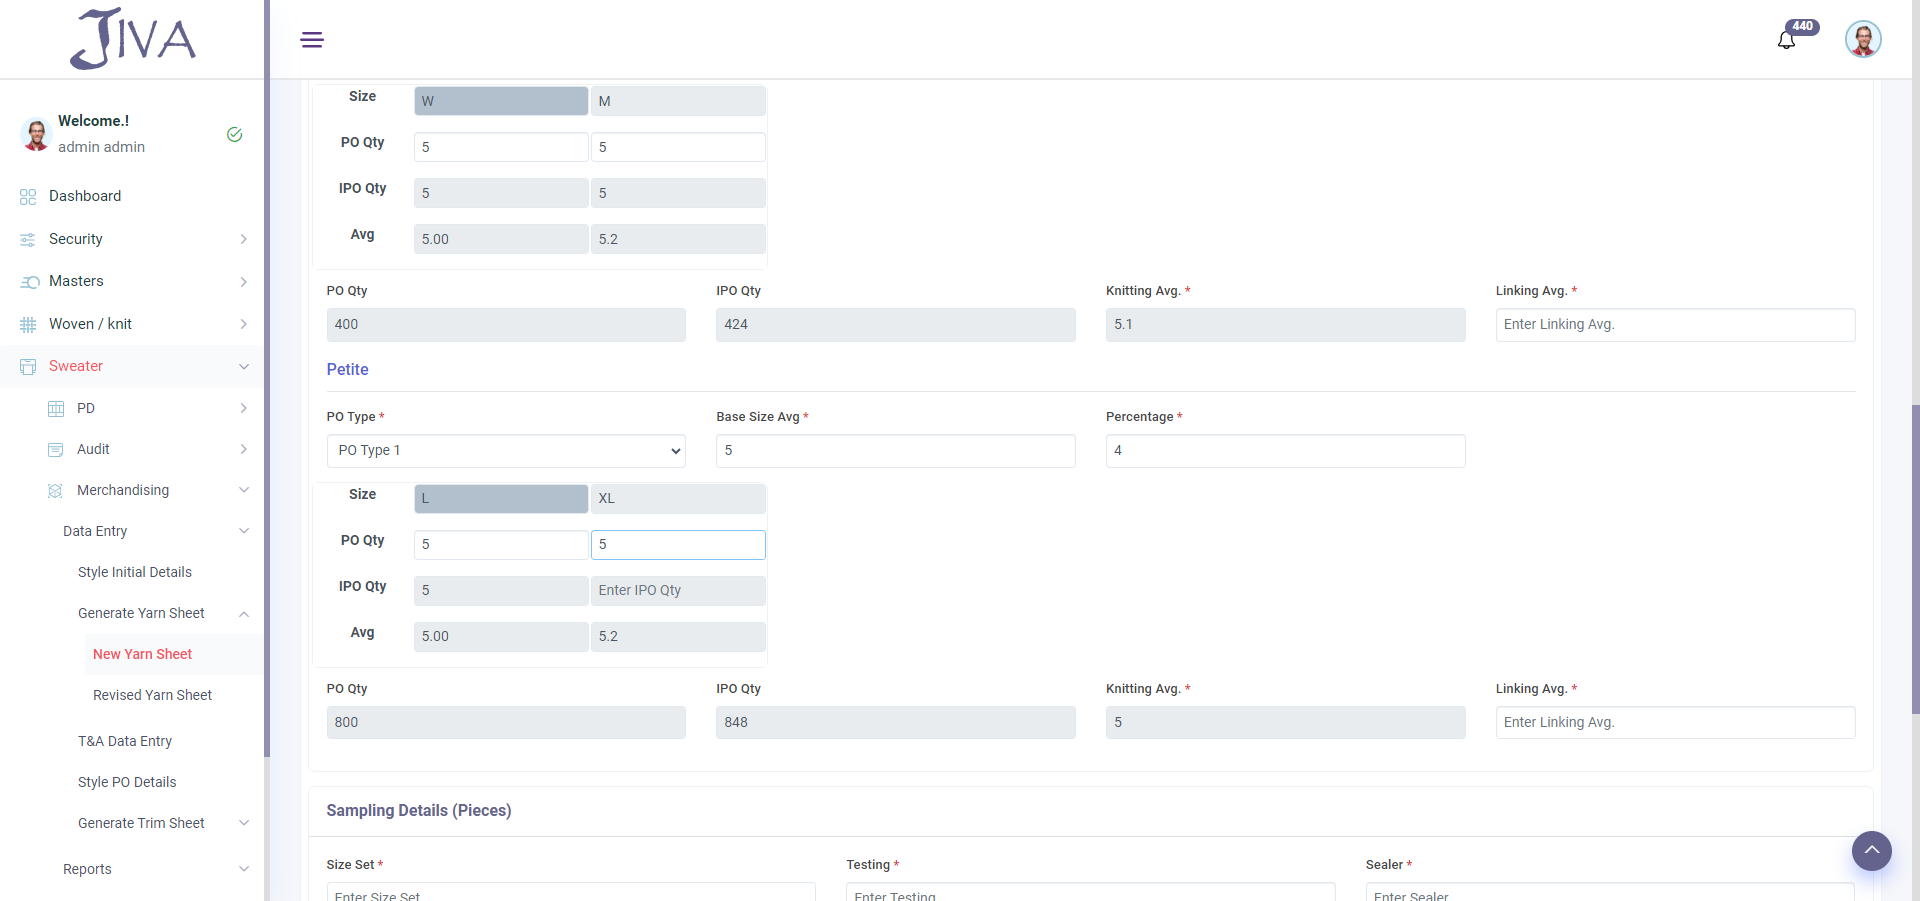 JIVA
440
Welcome.!
admin admin
Dashboard
Security
Masters
Woven / knit
Sweater
PD
Audit
Merchandising
Data Entry
Style Initial Details
Generate Yarn Sheet
New Yarn Sheet
Revised Yarn Sheet
T&A Data Entry
Style PO Details
Generate Trim Sheet
Reports
Size W M
PO Qty 5 5
IPO Qty 5 5
Avg 5.00 5.2
PO Qty IPO Qty Knitting Avg. * Linking Avg. *
400 424 5.1 Enter Linking Avg.
Petite
PO Type * Base Size Avg * Percentage *
PO Type 1 5 4
Size L XL
PO Qty 5 5
IPO Qty 5 Enter IPO Qty
Avg 5.00 5.2
PO Qty IPO Qty Knitting Avg. * Linking Avg. *
800 848 5 Enter Linking Avg.
Sampling Details (Pieces)
Size Set * Testing * Sealer *
Enter Size Set Enter Testing Enter Sealer